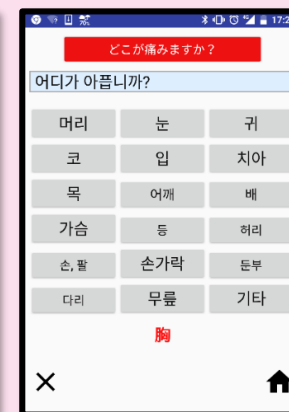 17:2
どこが痛みますか？
어디가 아픕니까?
머리 눈 귀
코 입 치아
목 어깨 배
가슴 등 허리
손, 팔 손가락 둔부
다리 무릎 기타
胸